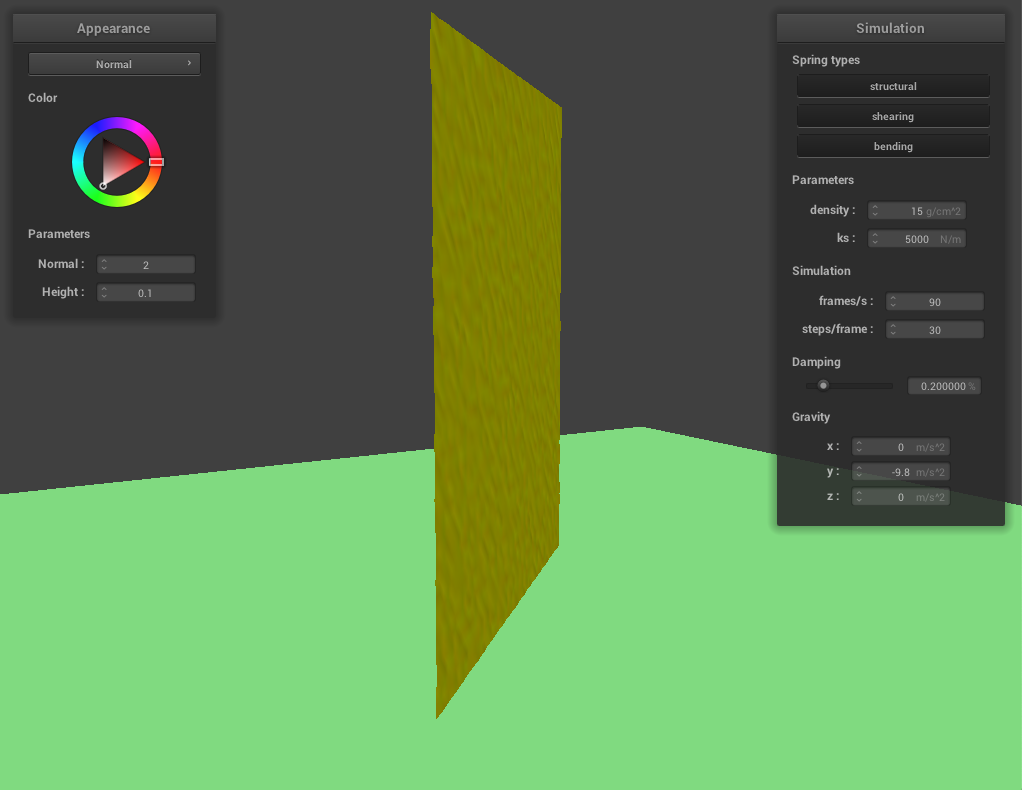 Appearance
Normal ›
Color
Parameters
Normal : 2
Height : 0.1
Simulation
Spring types
structural
shearing
bending
Parameters
density : 15 g/cm^2
ks : 5000 N/m
Simulation
frames/s : 90
steps/frame : 30
Damping
0.200000 %
Gravity
x : 0 m/s^2
y : -9.8 m/s^2
z : 0 m/s^2